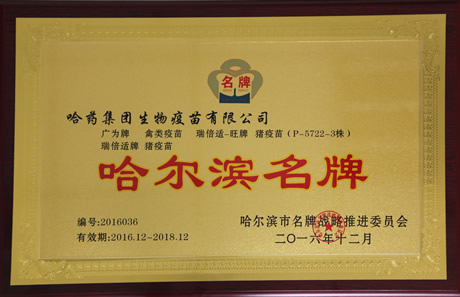 名牌
哈药集团生物疫苗有限公司
广为牌 禽类疫苗 瑞倍适-旺牌 猪疫苗(P-5722-3株)
瑞倍适牌 猪疫苗
哈尔滨名牌
编号:2016036
有效期:2016.12-2018.12
哈尔滨市名牌战略推进委员会
二〇一六年十二月